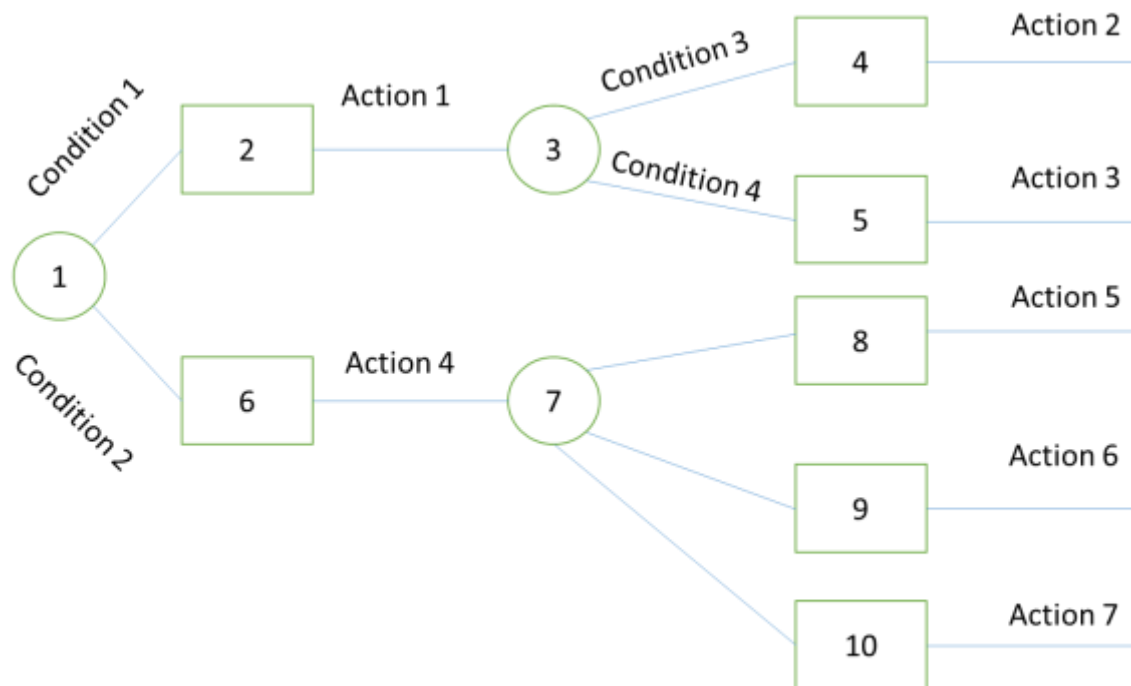 Condition 1
Condition 2
1
2
Action 1
3
Condition 3
Condition 4
4
Action 2
5
Action 3
6
Action 4
7
8
Action 5
9
Action 6
10
Action 7